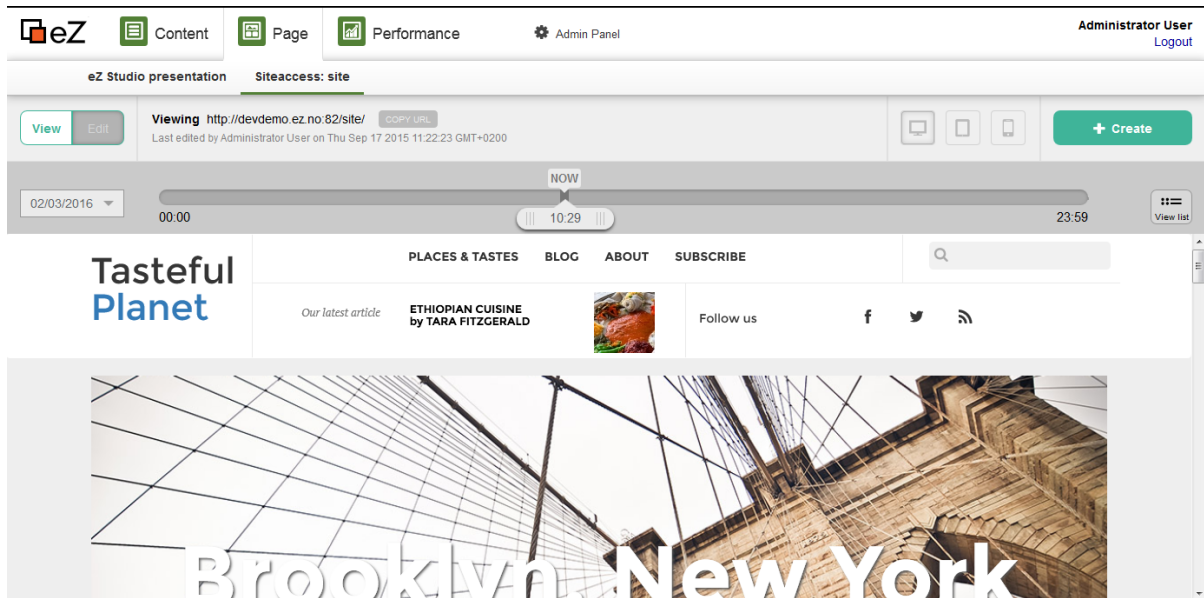 eZ
Content
Page
Performance
Admin Panel
Administrator User
Logout
eZ Studio presentation
Siteaccess: site
View
Edit
Viewing http://devdemo.ez.no:82/site/
COPY URL
Last edited by Administrator User on Thu Sep 17 2015 11:22:23 GMT+0200
+ Create
NOW
02/03/2016
00:00
10:29
23:59
View list
Tasteful
Planet
PLACES & TASTES
BLOG
ABOUT
SUBSCRIBE
Our latest article
ETHIOPIAN CUISINE
by TARA FITZGERALD
Follow us
Brooklyn, New York